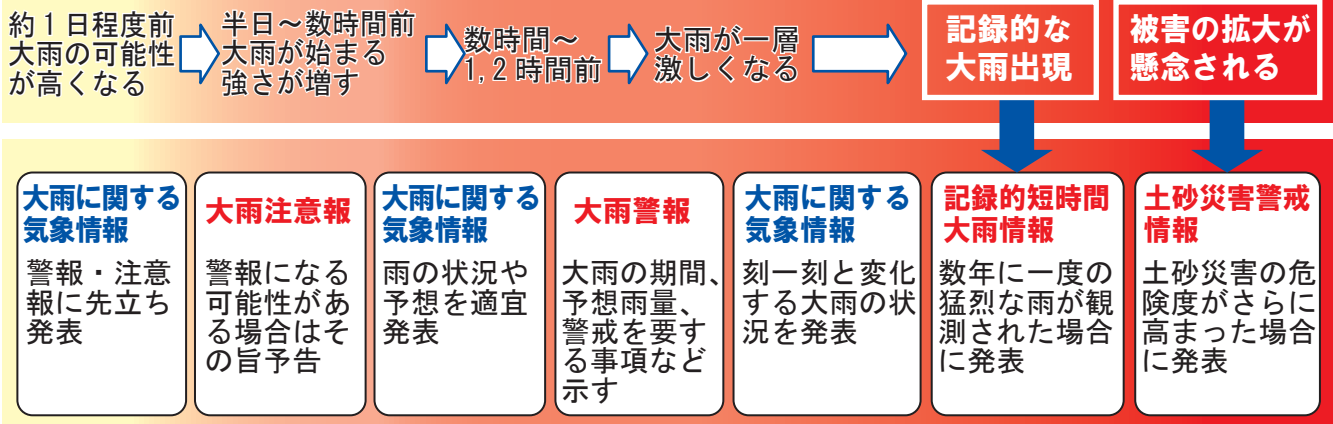 約1日程度前
大雨の可能性
が高くなる
半日～数時間前
大雨が始まる
強さが増す
数時間～
1,2時間前
大雨が一層
激しくなる
記録的な
大雨出現
被害の拡大が
懸念される
大雨に関する
気象情報
警報・注意
報に先立ち
発表
大雨注意報
警報になる
可能性があ
る場合はそ
の旨予告
大雨に関する
気象情報
雨の状況や
予想を適宜
発表
大雨警報
大雨の期間、
予想雨量、
警戒を要す
る事項など
示す
大雨に関する
気象情報
刻一刻と変化
する大雨の状
況を発表
記録的短時間
大雨情報
数年に一度の
猛烈な雨が観
測された場合
に発表
土砂災害警戒
情報
土砂災害の危
険度がさらに
高まった場合
に発表